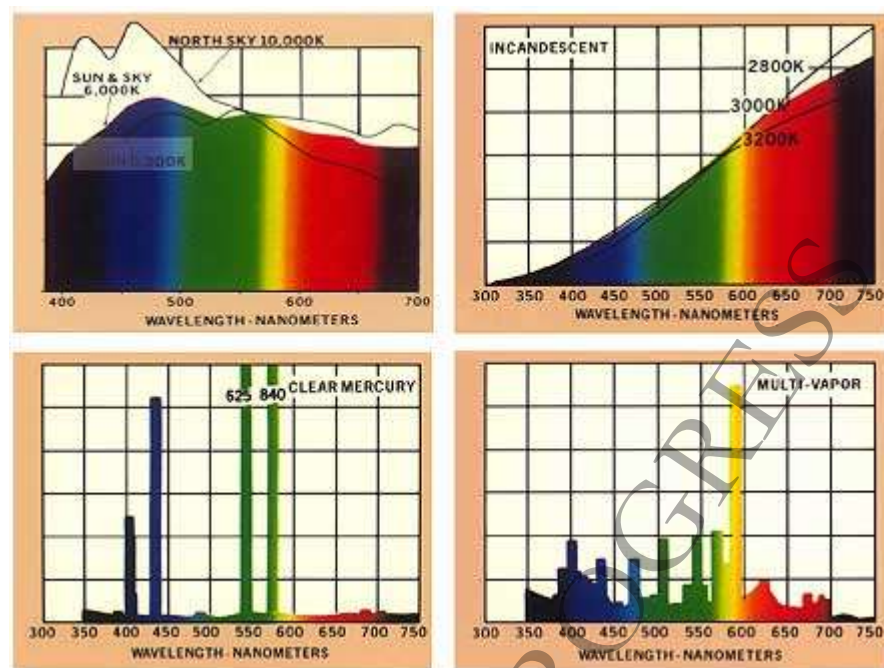 NORTH SKY 10,000K
SUN & SKY
6,000K
400 500 600 700
WAVELENGTH - NANOMETERS
INCANDESCENT
2800K
3000K
3200K
300 350 400 450 500 550 600 650 700 750
WAVELENGTH - NANOMETERS
625 840 CLEAR MERCURY
300 350 400 450 500 550 600 650 700 750
WAVELENGTH - NANOMETERS
MULTI-VAPOR
300 350 400 450 500 550 600 650 700 750
WAVELENGTH - NANOMETERS
OGRESS